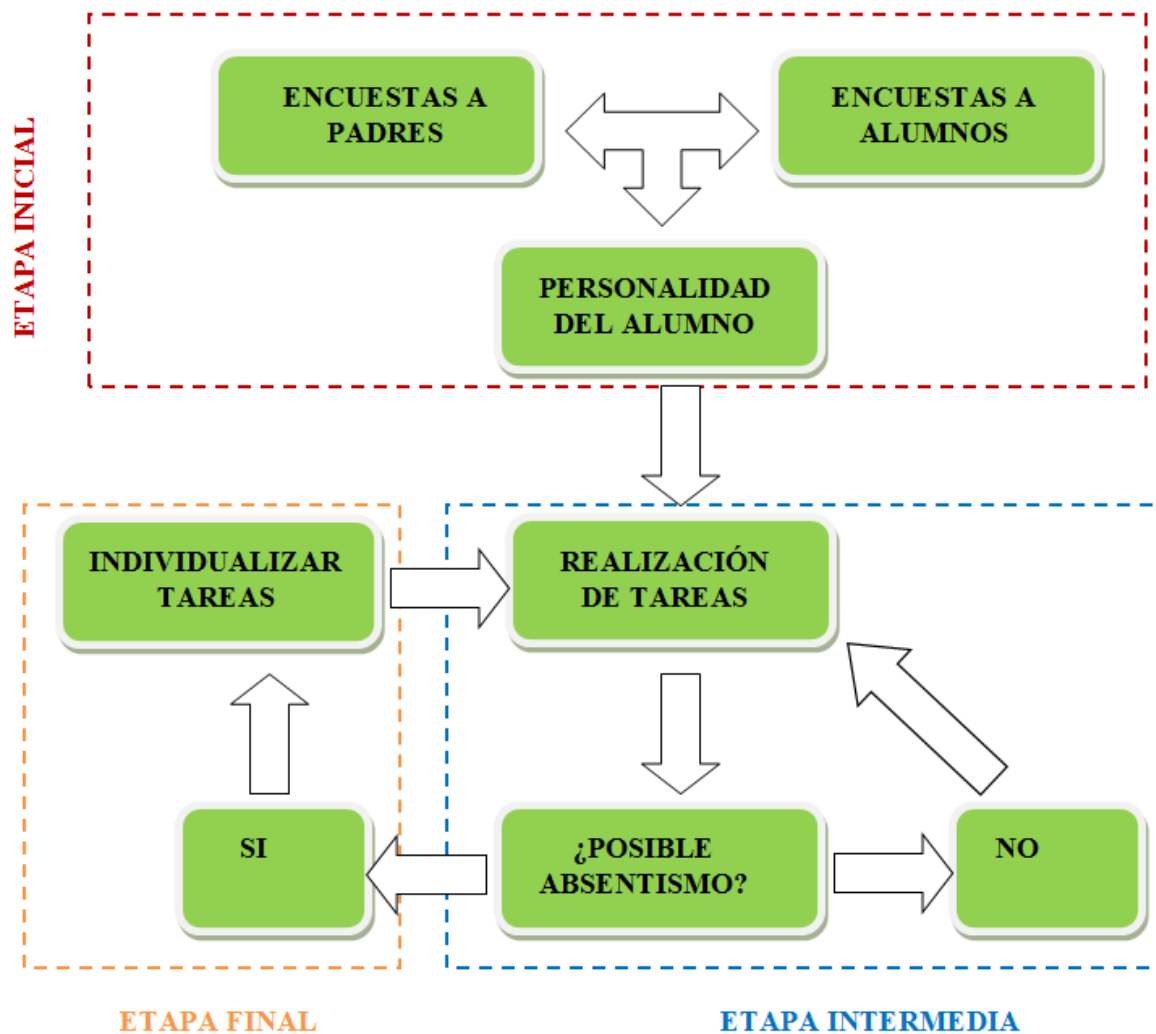 ETAPA INICIAL
ENCUESTAS A
PADRES
ENCUESTAS A
ALUMNOS
PERSONALIDAD
DEL ALUMNO
INDIVIDUALIZAR
TAREAS
REALIZACIÓN
DE TAREAS
SI
¿POSIBLE
ABSENTISMO?
NO
ETAPA FINAL
ETAPA INTERMEDIA